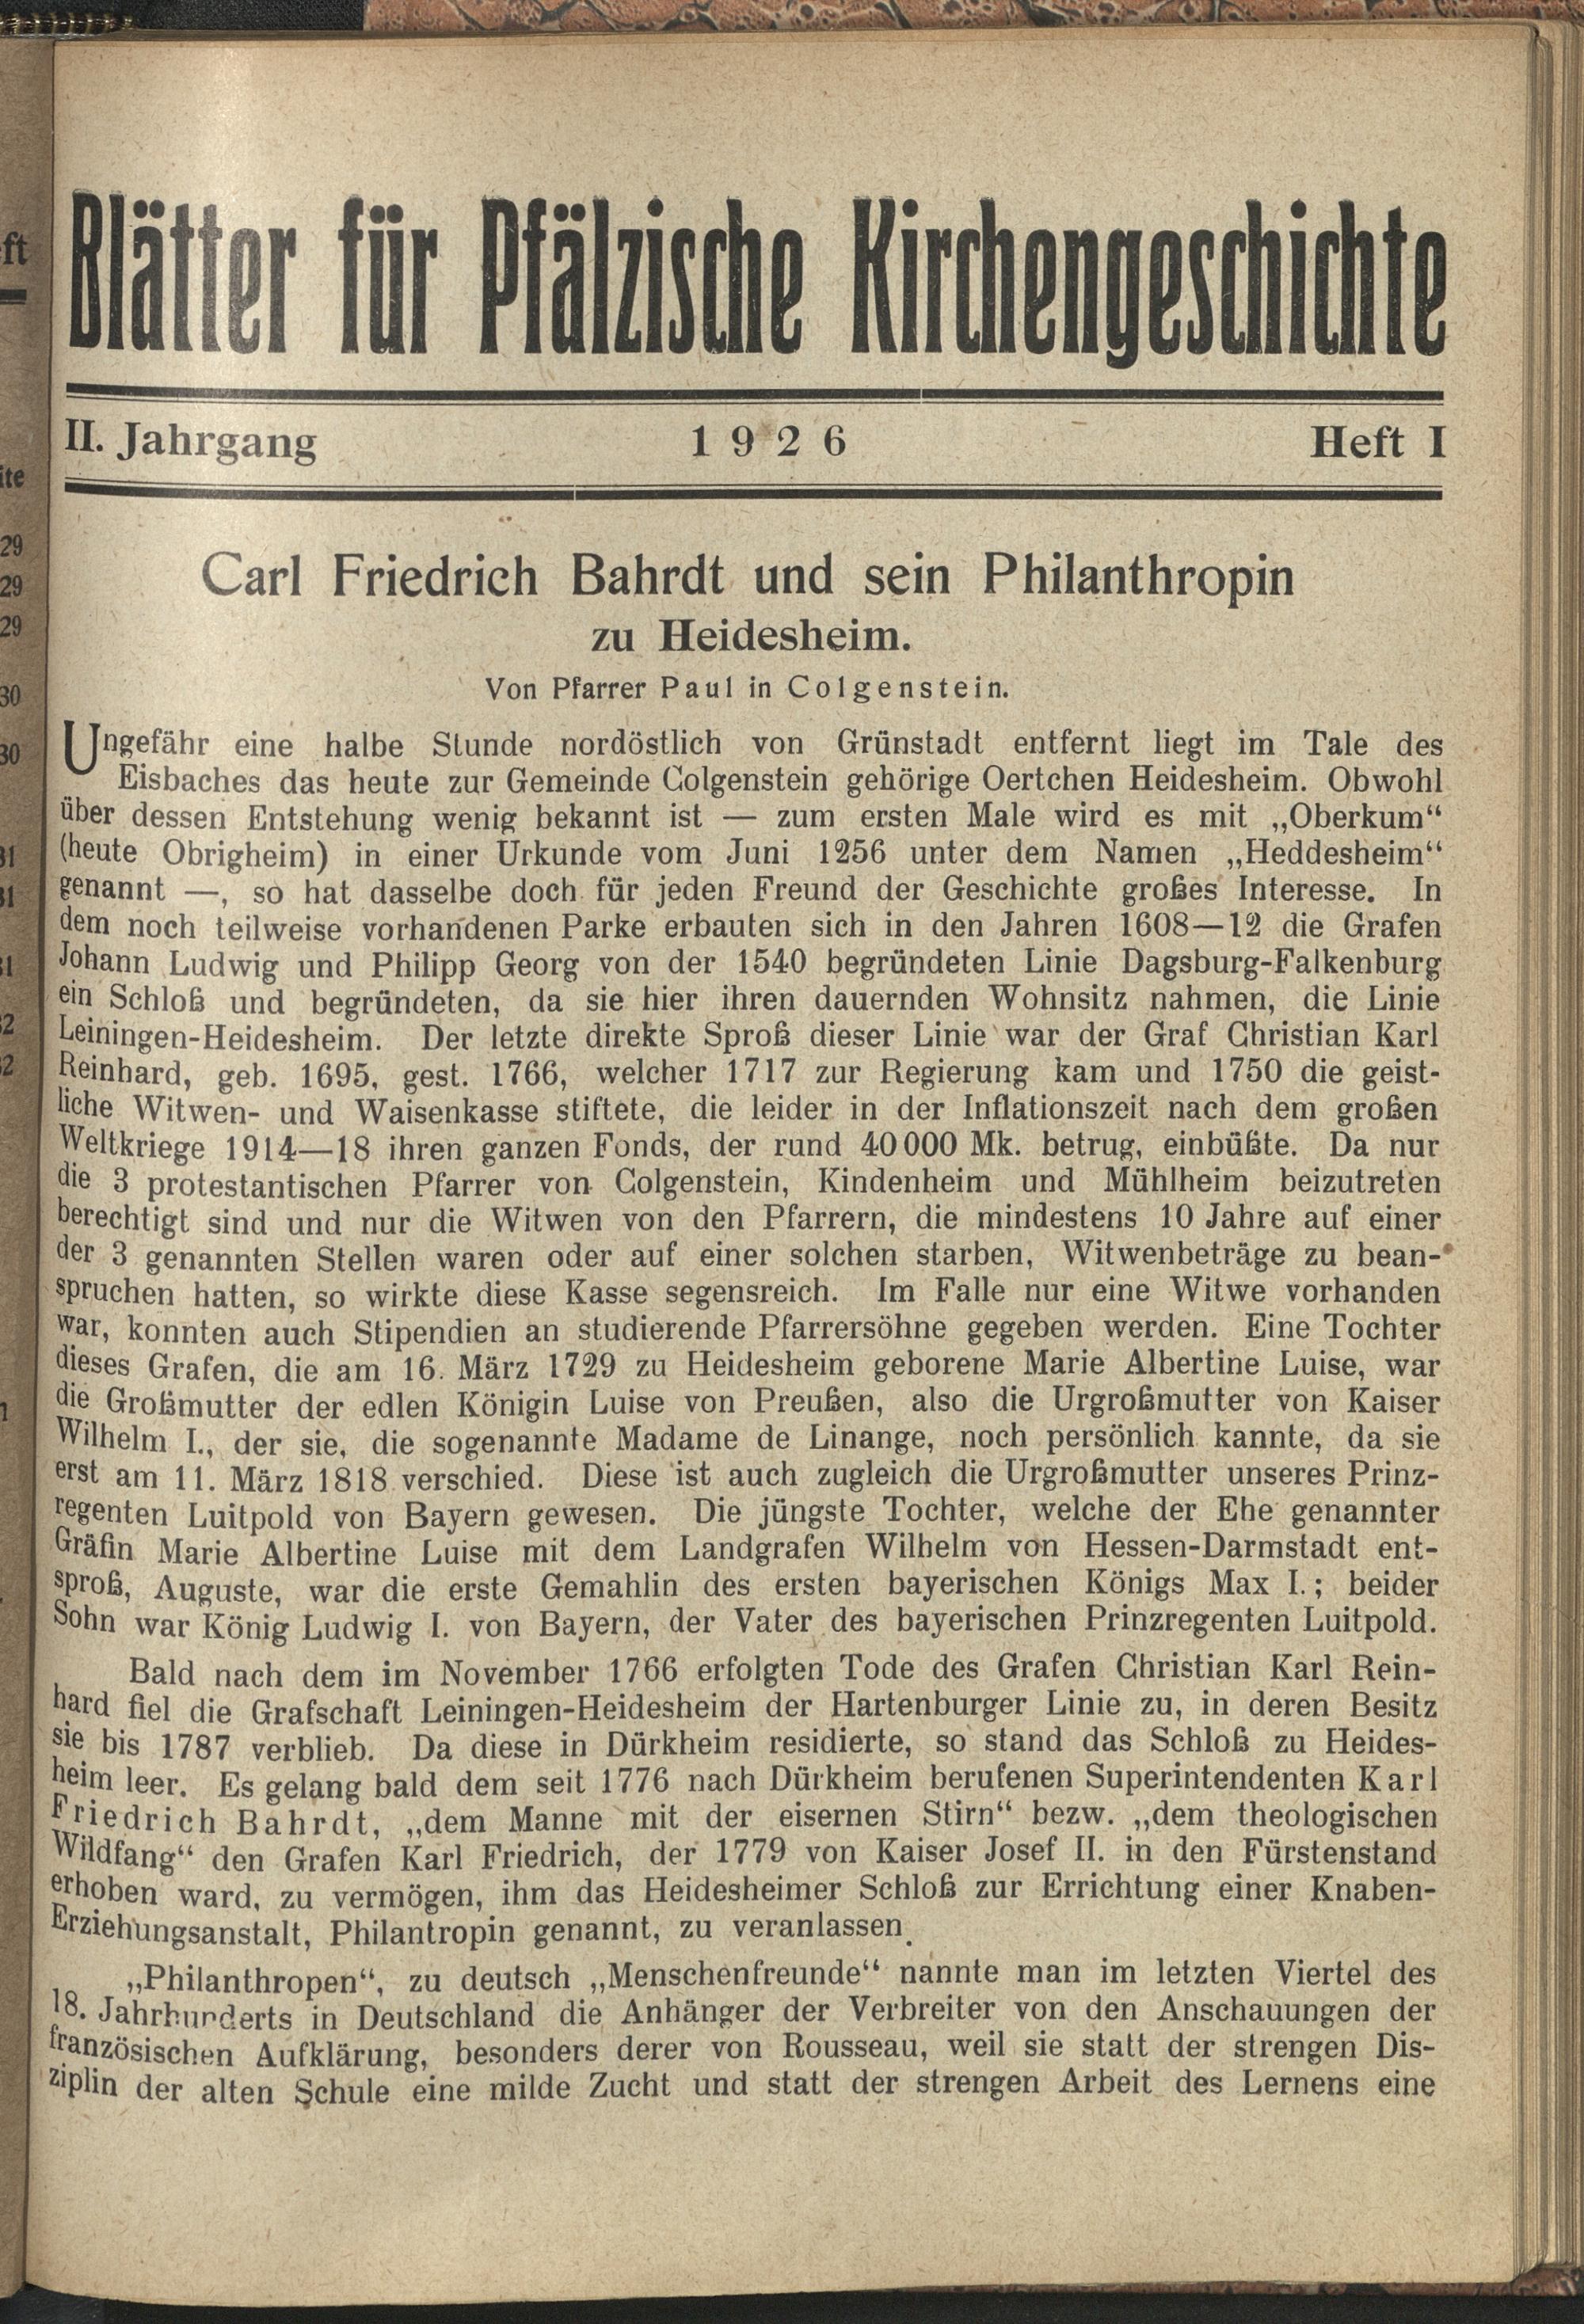 Blätter für Pfälzische Kirchengeschichte
II. Jahrgang 1926 Heft I
Carl Friedrich Bahrdt und sein Philanthropin
zu Heidesheim.
Von Pfarrer Paul in Colgenstein.
Ungefähr eine halbe Stunde nordöstlich von Grünstadt entfernt liegt im Tale des
Eisbaches das heute zur Gemeinde Colgenstein gehörige Oertchen Heidesheim. Obwohl
über dessen Entstehung wenig bekannt ist — zum ersten Male wird es mit „Oberkum“
(heute Obrigheim) in einer Urkunde vom Juni 1256 unter dem Namen „Heddesheim“
genannt —, so hat dasselbe doch für jeden Freund der Geschichte großes Interesse. In
dem noch teilweise vorhandenen Parke erbauten sich in den Jahren 1608—12 die Grafen
Johann Ludwig und Philipp Georg von der 1540 begründeten Linie Dagsburg-Falkenburg
ein Schloß und begründeten, da sie hier ihren dauernden Wohnsitz nahmen, die Linie
Leiningen-Heidesheim. Der letzte direkte Sproß dieser Linie war der Graf Christian Karl
Reinhard, geb. 1695, gest. 1766, welcher 1717 zur Regierung kam und 1750 die geist-
liche Witwen- und Waisenkasse stiftete, die leider in der Inflationszeit nach dem großen
Weltkriege 1914—18 ihren ganzen Fonds, der rund 40 000 Mk. betrug, einbüßte. Da nur
die 3 protestantischen Pfarrer von Colgenstein, Kindenheim und Mühlheim beizutreten
berechtigt sind und nur die Witwen von den Pfarrern, die mindestens 10 Jahre auf einer
der 3 genannten Stellen waren oder auf einer solchen starben, Witwenbeträge zu bean-
spruchen hatten, so wirkte diese Kasse segensreich. Im Falle nur eine Witwe vorhanden
war, konnten auch Stipendien an studierende Pfarrersöhne gegeben werden. Eine Tochter
dieses Grafen, die am 16. März 1729 zu Heidesheim geborene Marie Albertine Luise, war
die Großmutter der edlen Königin Luise von Preußen, also die Urgroßmutter von Kaiser
Wilhelm I., der sie, die sogenannte Madame de Linange, noch persönlich kannte, da sie
erst am 11. März 1818 verschied. Diese ist auch zugleich die Urgroßmutter unseres Prinz-
regenten Luitpold von Bayern gewesen. Die jüngste Tochter, welche der Ehe genannter
Gräfin Marie Albertine Luise mit dem Landgrafen Wilhelm von Hessen-Darmstadt ent-
sproß, Auguste, war die erste Gemahlin des ersten bayerischen Königs Max I.; beider
Sohn war König Ludwig I. von Bayern, der Vater des bayerischen Prinzregenten Luitpold.
Bald nach dem im November 1766 erfolgten Tode des Grafen Christian Karl Rein-
hard fiel die Grafschaft Leiningen-Heidesheim der Hartenburger Linie zu, in deren Besitz
sie bis 1787 verblieb. Da diese in Dürkheim residierte, so stand das Schloß zu Heides-
heim leer. Es gelang bald dem seit 1776 nach Dürkheim berufenen Superintendenten Karl
Friedrich Bahrdt, „dem Manne mit der eisernen Stirn“ bezw. „dem theologischen
Wildfang“ den Grafen Karl Friedrich, der 1779 von Kaiser Josef II. in den Fürstenstand
erhoben ward, zu vermögen, ihm das Heidesheimer Schloß zur Errichtung einer Knaben-
Erziehungsanstalt, Philantropin genannt, zu veranlassen.
„Philanthropen“, zu deutsch „Menschenfreunde“ nannte man im letzten Viertel des
18. Jahrhunderts in Deutschland die Anhänger der Verbreiter von den Anschauungen der
französischen Aufklärung, besonders derer von Rousseau, weil sie statt der strengen Dis-
ziplin der alten Schule eine milde Zucht und statt der strengen Arbeit des Lernens eine